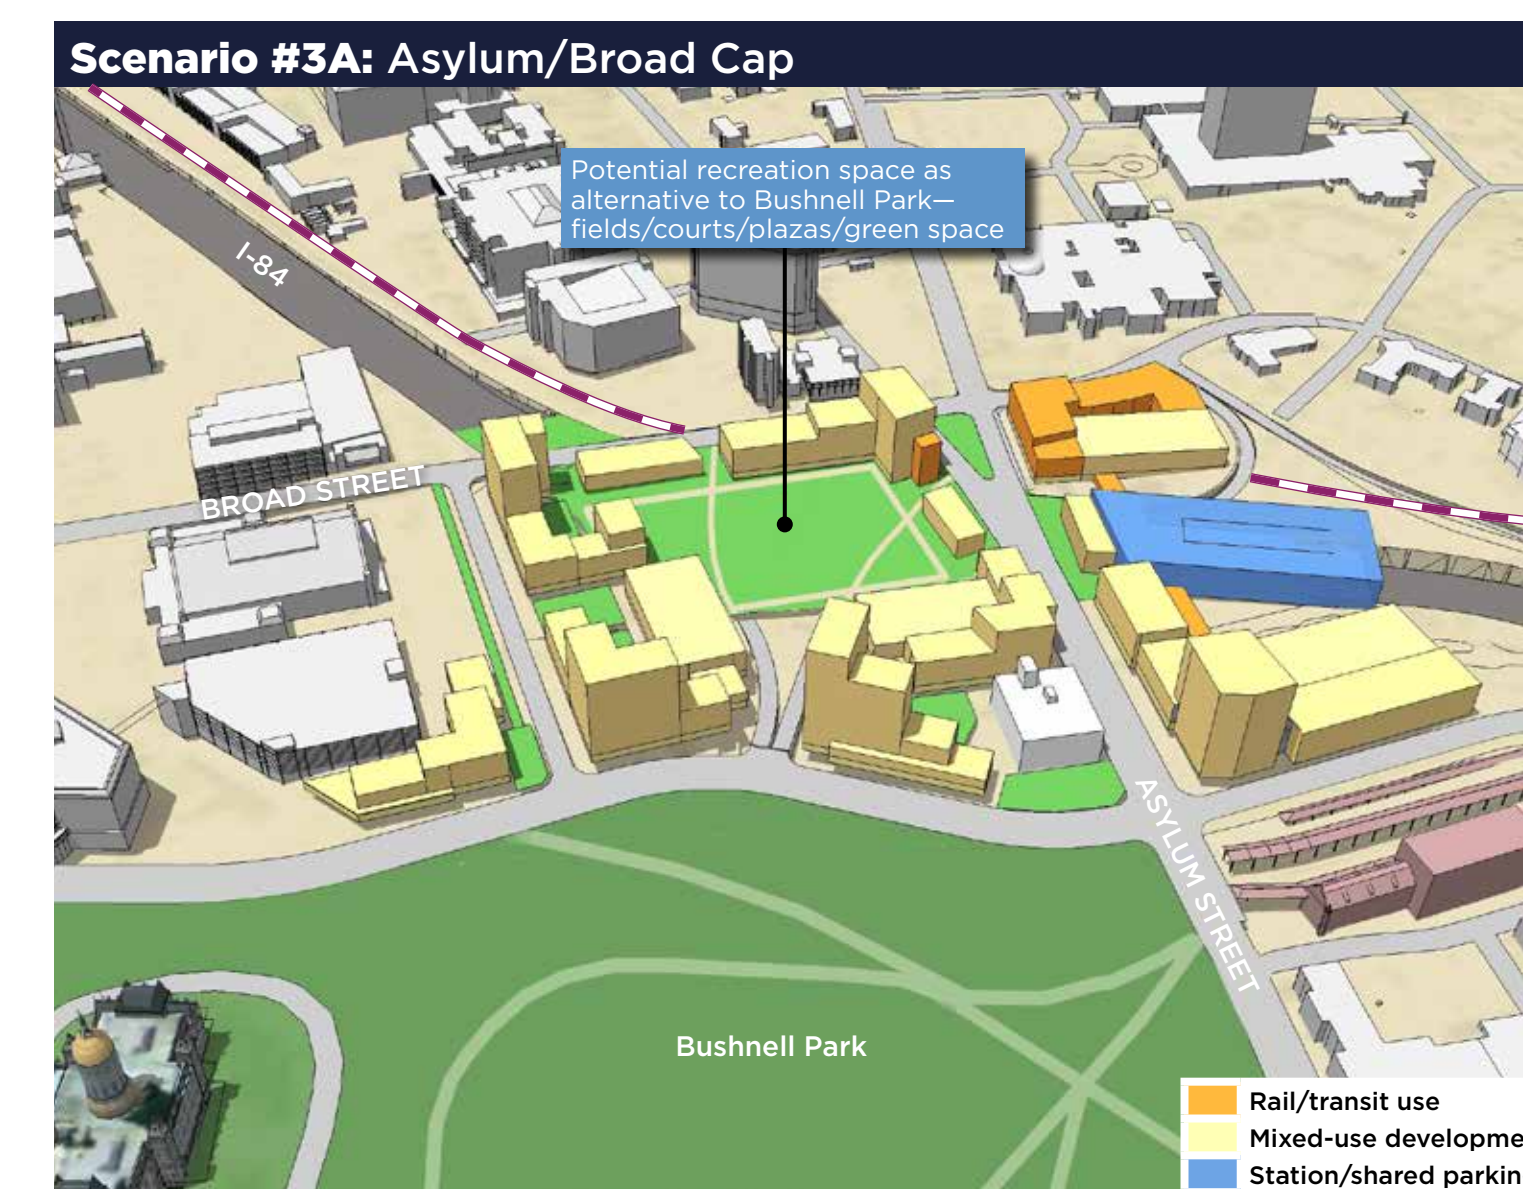 Scenario #3A: Asylum/Broad Cap
Potential recreation space as
alternative to Bushnell Park—
fields/courts/plazas/green space
I-84
BROAD STREET
ASYLUM STREET
Bushnell Park
Rail/transit use
Mixed-use developme
Station/shared parkin